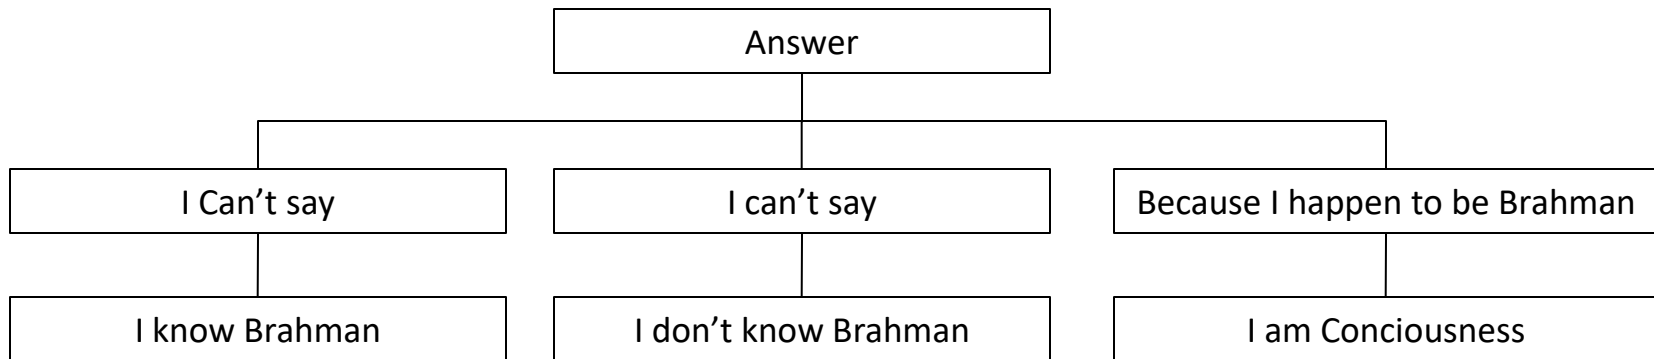 Answer
I Can’t say
I can’t say
Because I happen to be Brahman
I know Brahman
I don’t know Brahman
I am Conciousness